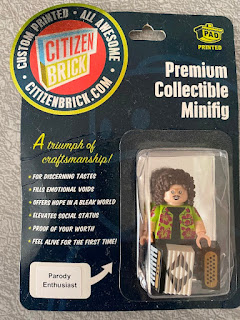 CUSTOM PRINTED • ALL AWESOME •
CITIZEN
BRICK
CITIZENBRICK.COM
PAD
PRINTED
Premium
Collectible
Minifig
A triumph of
craftsmanship!
• FOR DISCERNING TASTES
• FILLS EMOTIONAL VOIDS
• OFFERS HOPE IN A BLEAK WORLD
• ELEVATES SOCIAL STATUS
• PROOF OF YOUR WORTH
• FEEL ALIVE FOR THE FIRST TIME!
Parody
Enthusiast